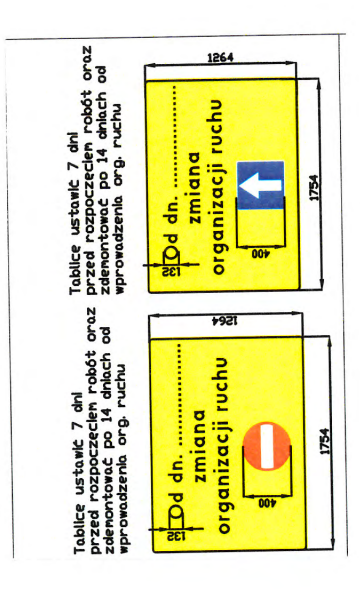 Tablice ustawić 7 dni
przed rozpoczęciem robót oraz
zdemontować po 14 dniach od
wprowadzenia org. ruchu
Od dn. ....................
zmiana
organizacji ruchu
132
400
1264
1754
Tablice ustawić 7 dni
przed rozpoczęciem robót oraz
zdemontować po 14 dniach od
wprowadzenia org. ruchu
Od dn. ....................
zmiana
organizacji ruchu
132
400
1264
1754